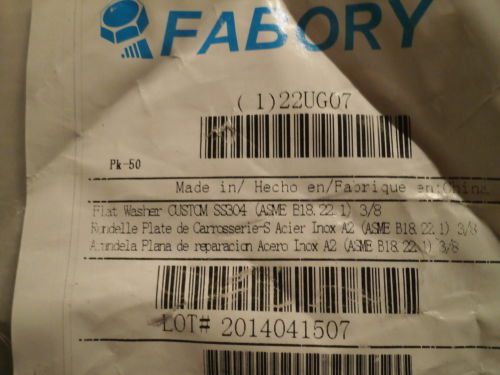 FABORY
(1)22UG07
Pk-50
Made in/ Hecho en/Fabrique en:China
Flat Washer CUSTOM SS304 (ASME B18.22.1) 3/8
Rondelle Plate de Carrosserie-S Acier Inox A2 (ASME B18.22.1) 3/8
Arandela Plana de reparacion Acero Inox A2 (ASME B18.22.1) 3/8
LOT# 2014041507